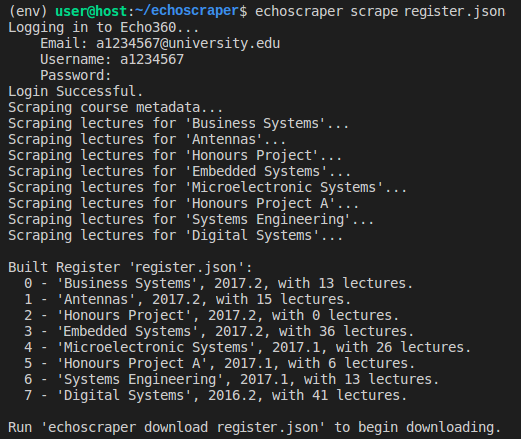 (env) user@host:~/echoscraper$ echoscraper scrape register.json
Logging in to Echo360...
    Email: a1234567@university.edu
    Username: a1234567
    Password:
Login Successful.
Scraping course metadata...
Scraping lectures for 'Business Systems'...
Scraping lectures for 'Antennas'...
Scraping lectures for 'Honours Project'...
Scraping lectures for 'Embedded Systems'...
Scraping lectures for 'Microelectronic Systems'...
Scraping lectures for 'Honours Project A'...
Scraping lectures for 'Systems Engineering'...
Scraping lectures for 'Digital Systems'...

Built Register 'register.json':
  0 - 'Business Systems', 2017.2, with 13 lectures.
  1 - 'Antennas', 2017.2, with 15 lectures.
  2 - 'Honours Project', 2017.2, with 0 lectures.
  3 - 'Embedded Systems', 2017.2, with 36 lectures.
  4 - 'Microelectronic Systems', 2017.1, with 26 lectures.
  5 - 'Honours Project A', 2017.1, with 6 lectures.
  6 - 'Systems Engineering', 2017.1, with 13 lectures.
  7 - 'Digital Systems', 2016.2, with 41 lectures.

Run 'echoscraper download register.json' to begin downloading.